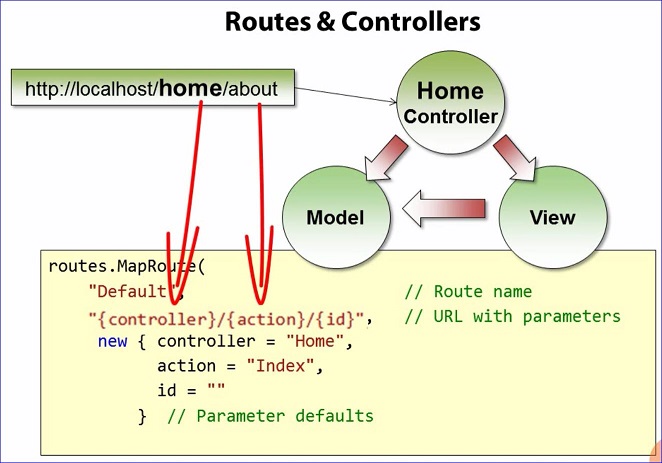 Routes & Controllers
http://localhost/home/about
Home
Controller
Model
View
routes.MapRoute(
"Default", // Route name
"{controller}/{action}/{id}", // URL with parameters
new { controller = "Home",
action = "Index",
id = ""
} // Parameter defaults